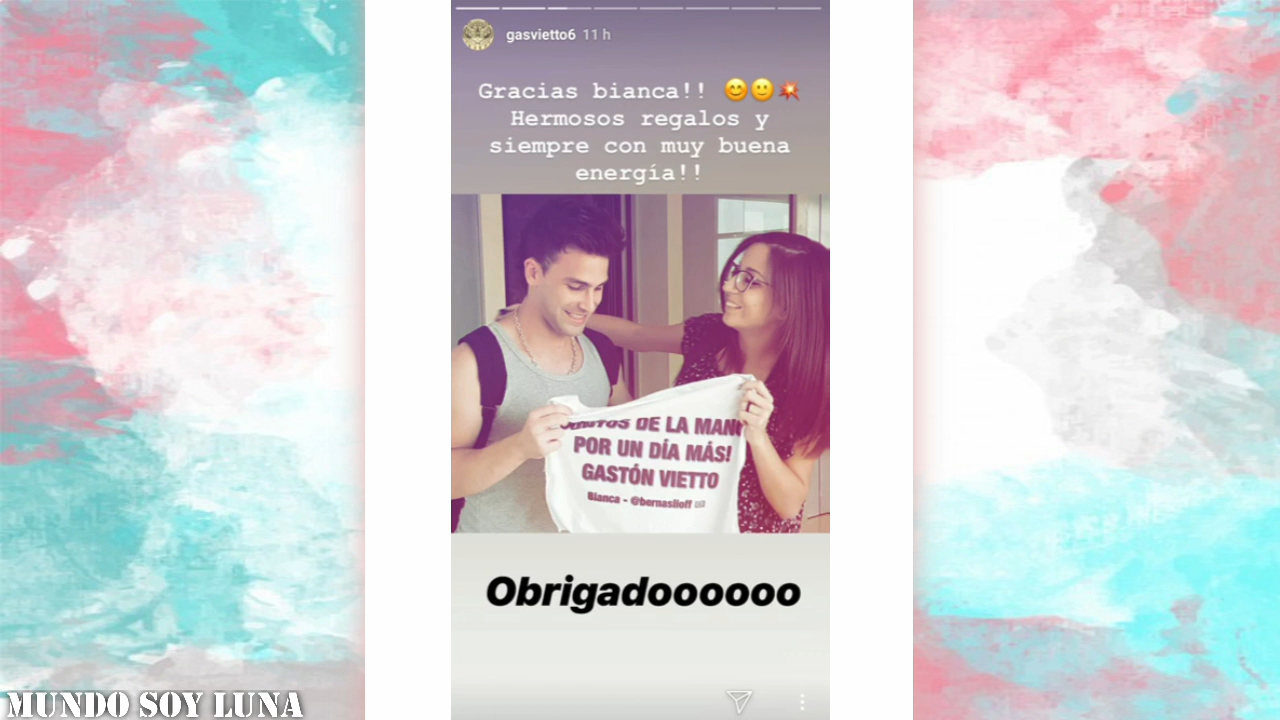 gasvietto6 11 h
Gracias bianca!! 😊🙂💥
Hermosos regalos y
siempre con muy buena
energía!!
DE LA MANO
POR UN DÍA MÁS!
GASTÓN VIETTO
Bianca - @bernasiloff
Obrigadoooooo
MUNDO SOY LUNA